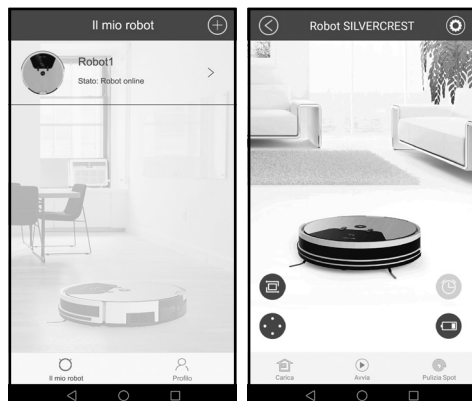 Il mio robot
Robot1
Stato: Robot online
Il mio robot
Profilo
Robot SILVERCREST
Carica
Avvia
Pulizia Spot